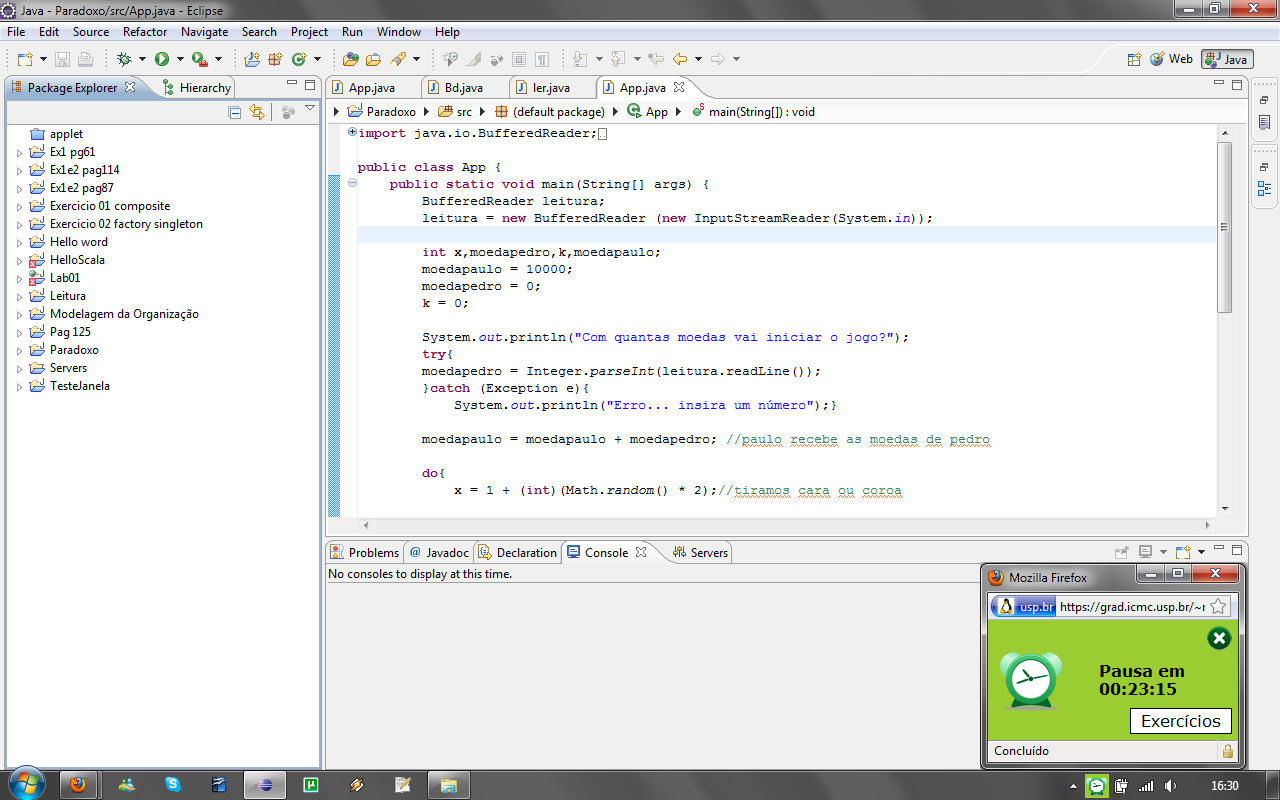 Java - Paradoxo/src/App.java - Eclipse
File Edit Source Refactor Navigate Search Project Run Window Help
Web Java
Package Explorer Hierarchy
applet
Ex1 pg61
Ex1e2 pag114
Ex1e2 pag87
Exercicio 01 composite
Exercicio 02 factory singleton
Hello word
HelloScala
Lab01
Leitura
Modelagem da Organização
Pag 125
Paradoxo
Servers
TesteJanela
App.java Bd.java ler.java App.java
Paradoxo src (default package) App main(String[]) : void
import java.io.BufferedReader;
public class App {
public static void main(String[] args) {
BufferedReader leitura;
leitura = new BufferedReader (new InputStreamReader(System.in));
int x,moedapedro,k,moedapaulo;
moedapaulo = 10000;
moedapedro = 0;
k = 0;
System.out.println("Com quantas moedas vai iniciar o jogo?");
try{
moedapedro = Integer.parseInt(leitura.readLine());
}catch (Exception e){
System.out.println("Erro... insira um número");}
moedapaulo = moedapaulo + moedapedro; //paulo recebe as moedas de pedro
do{
x = 1 + (int)(Math.random() * 2);//tiramos cara ou coroa
Problems @ Javadoc Declaration Console Servers
No consoles to display at this time.
Mozilla Firefox
usp.br https://grad.icmc.usp.br/~r
Pausa em
00:23:15
Exercícios
Concluído
16:30